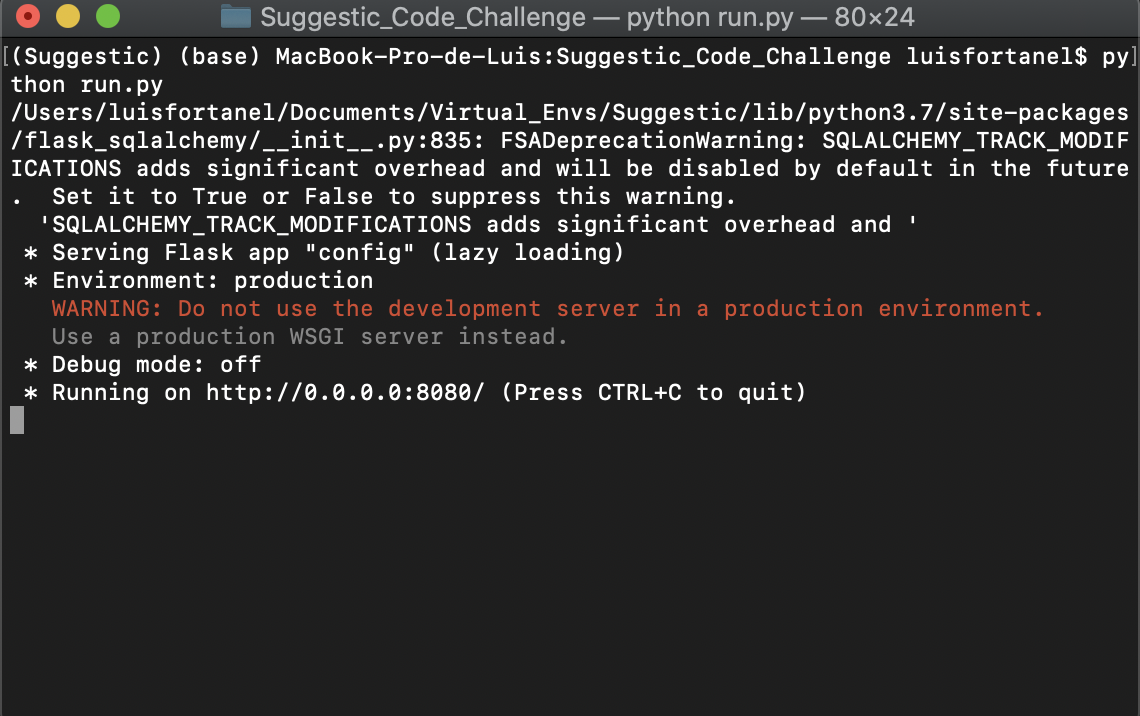 Suggestic_Code_Challenge — python run.py — 80×24
[(Suggestic) (base) MacBook-Pro-de-Luis:Suggestic_Code_Challenge luisfortanel$ py]
thon run.py
/Users/luisfortanel/Documents/Virtual_Envs/Suggestic/lib/python3.7/site-packages
/flask_sqlalchemy/__init__.py:835: FSADeprecationWarning: SQLALCHEMY_TRACK_MODIF
ICATIONS adds significant overhead and will be disabled by default in the future
.  Set it to True or False to suppress this warning.
  'SQLALCHEMY_TRACK_MODIFICATIONS adds significant overhead and '
 * Serving Flask app "config" (lazy loading)
 * Environment: production
   WARNING: Do not use the development server in a production environment.
   Use a production WSGI server instead.
 * Debug mode: off
 * Running on http://0.0.0.0:8080/ (Press CTRL+C to quit)